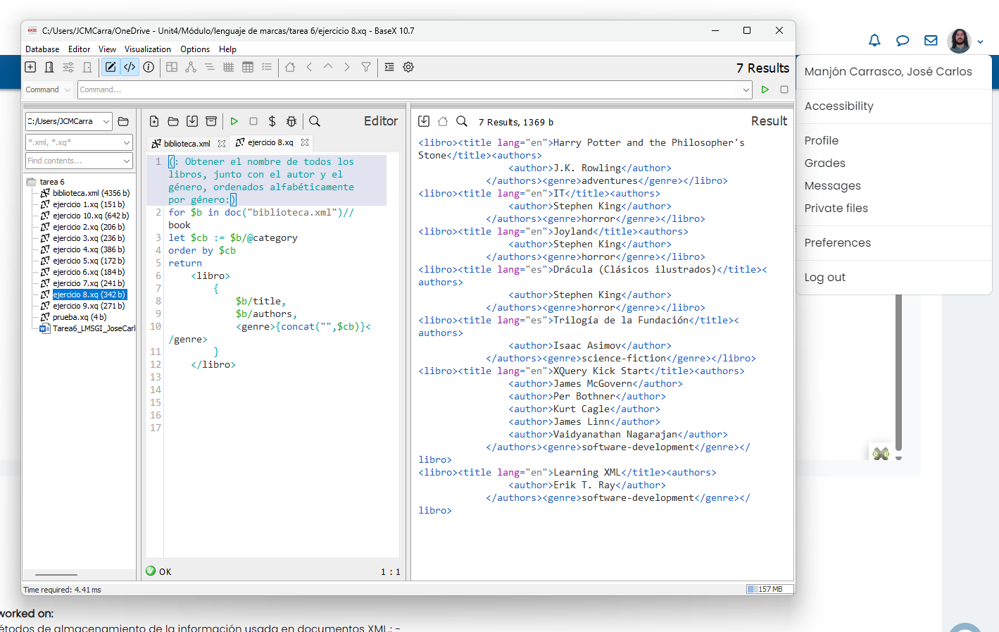 C:/Users/JCMCarra/OneDrive - Unit4/Módulo/lenguaje de marcas/tarea 6/ejercicio 8.xq - BaseX 10.7
Database Editor View Visualization Options Help
7 Results
Command Command...
C:/Users/JCMCarra
*.xml, *.xq*
Find contents...
tarea 6
biblioteca.xml (4356 b)
ejercicio 1.xq (151 b)
ejercicio 10.xq (642 b)
ejercicio 2.xq (206 b)
ejercicio 3.xq (236 b)
ejercicio 4.xq (386 b)
ejercicio 5.xq (172 b)
ejercicio 6.xq (184 b)
ejercicio 7.xq (241 b)
ejercicio 8.xq (342 b)
ejercicio 9.xq (271 b)
prueba.xq (4 b)
Tarea6_LMSGI_JoseCarl
Editor
biblioteca.xml ejercicio 8.xq
1 (: Obtener el nombre de todos los
libros, junto con el autor y el
género, ordenados alfabéticamente
por género:)
2 for $b in doc("biblioteca.xml")//
book
3 let $cb := $b/@category
4 order by $cb
5 return
6 <libro>
7 {
8 $b/title,
9 $b/authors,
10 <genre>{concat("",$cb)}<
/genre>
11 }
12 </libro>
13
14
15
16
17
OK 1 : 1
7 Results, 1369 b Result
<libro><title lang="en">Harry Potter and the Philosopher's
Stone</title><authors>
<author>J.K. Rowling</author>
</authors><genre>adventures</genre></libro>
<libro><title lang="en">IT</title><authors>
<author>Stephen King</author>
</authors><genre>horror</genre></libro>
<libro><title lang="en">Joyland</title><authors>
<author>Stephen King</author>
</authors><genre>horror</genre></libro>
<libro><title lang="es">Drácula (Clásicos ilustrados)</title><
authors>
<author>Stephen King</author>
</authors><genre>horror</genre></libro>
<libro><title lang="es">Trilogía de la Fundación</title><
authors>
<author>Isaac Asimov</author>
</authors><genre>science-fiction</genre></libro>
<libro><title lang="en">XQuery Kick Start</title><authors>
<author>James McGovern</author>
<author>Per Bothner</author>
<author>Kurt Cagle</author>
<author>James Linn</author>
<author>Vaidyanathan Nagarajan</author>
</authors><genre>software-development</genre></
libro>
<libro><title lang="en">Learning XML</title><authors>
<author>Erik T. Ray</author>
</authors><genre>software-development</genre></
libro>
Time required: 4.41 ms 157 MB
Manjón Carrasco, José Carlos
Accessibility
Profile
Grades
Messages
Private files
Preferences
Log out
worked on:
étodos de almacenamiento de la información usada en documentos XML: -